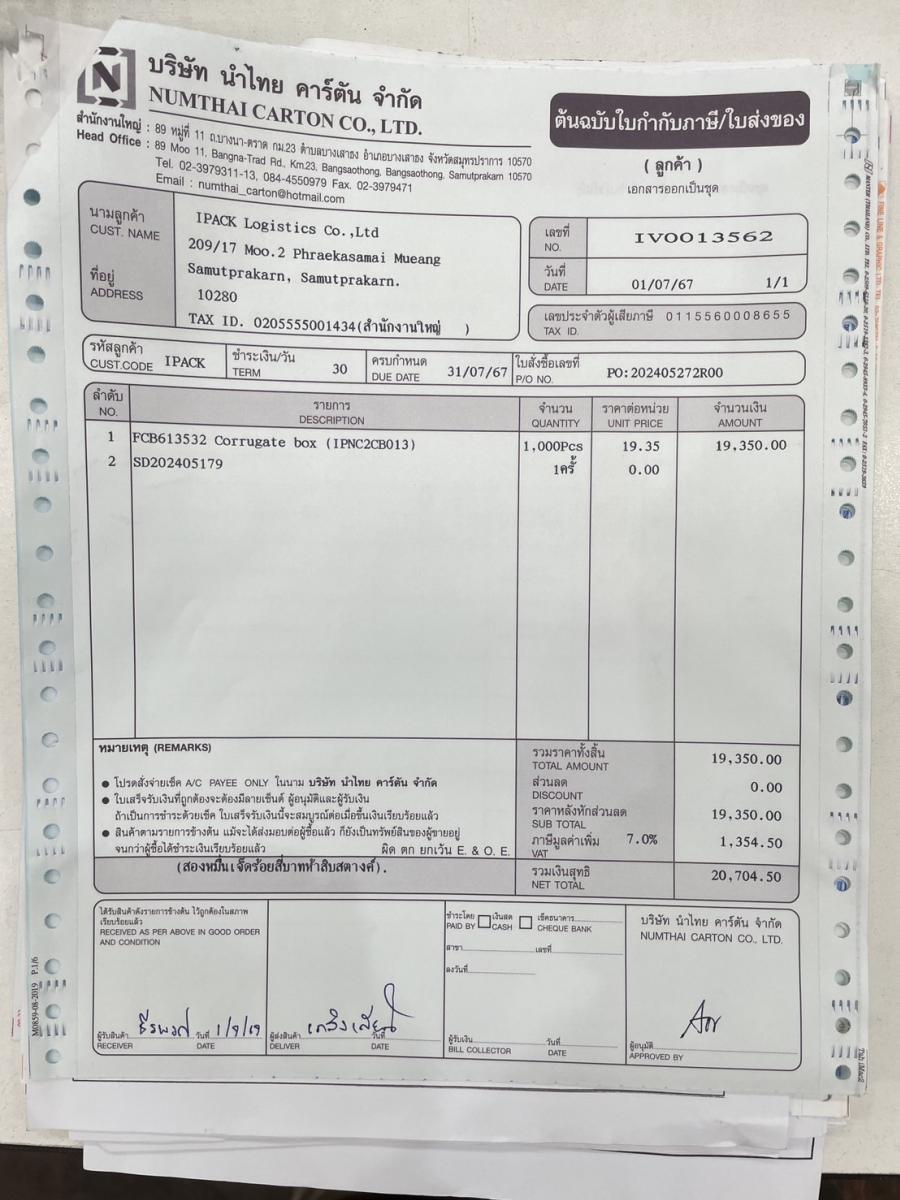 N
บริษัท นำไทย คาร์ตัน จำกัด
NUMTHAI CARTON CO., LTD.
สำนักงานใหญ่ : 89 หมู่ที่ 11 ถ.บางนา-ตราด กม.23 ตำบลบางเสาธง อำเภอบางเสาธง จังหวัดสมุทรปราการ 10570
Head Office : 89 Moo 11, Bangna-Trad Rd., Km.23, Bangsaothong, Bangsaothong, Samutprakarn 10570
Tel. 02-3979311-13, 084-4550979 Fax. 02-3979471
Email : numthai_carton@hotmail.com
ต้นฉบับใบกำกับภาษี/ใบส่งของ
( ลูกค้า )
เอกสารออกเป็นชุด
นามลูกค้า
CUST. NAME
IPACK Logistics Co.,Ltd
209/17 Moo.2 Phraekasamai Mueang
ที่อยู่
ADDRESS
Samutprakarn, Samutprakarn.
10280
TAX ID. 0205555001434(สำนักงานใหญ่ )
เลขที่
NO.
IV0013562
วันที่
DATE
01/07/67 1/1
เลขประจำตัวผู้เสียภาษี 0115560008655
TAX ID.
รหัสลูกค้า
CUST.CODE IPACK
ชำระเงิน/วัน
TERM 30
ครบกำหนด
DUE DATE 31/07/67
ใบสั่งซื้อเลขที่
P/O NO. PO:202405272R00
ลำดับ รายการ จำนวน ราคาต่อหน่วย จำนวนเงิน
NO. DESCRIPTION QUANTITY UNIT PRICE AMOUNT
1 FCB613532 Corrugate box (IPNC2CB013) 1,000Pcs 19.35 19,350.00
2 SD202405179 1ครั้ง 0.00
หมายเหตุ (REMARKS)
● โปรดสั่งจ่ายเช็ค A/C PAYEE ONLY ในนาม บริษัท นำไทย คาร์ตัน จำกัด
● ใบเสร็จรับเงินที่ถูกต้องจะต้องมีลายเซ็นต์ ผู้อนุมัติและผู้รับเงิน
ถ้าเป็นการชำระด้วยเช็ค ใบเสร็จรับเงินนี้จะสมบูรณ์ต่อเมื่อขึ้นเงินเรียบร้อยแล้ว
● สินค้าตามรายการข้างต้น แม้จะได้ส่งมอบต่อผู้ซื้อแล้ว ก็ยังเป็นทรัพย์สินของผู้ขายอยู่
จนกว่าผู้ซื้อได้ชำระเงินเรียบร้อยแล้ว ผิด ตก ยกเว้น E. & O. E.
(สองหมื่นเจ็ดร้อยสี่บาทห้าสิบสตางค์).
รวมราคาทั้งสิ้น
TOTAL AMOUNT 19,350.00
ส่วนลด
DISCOUNT 0.00
ราคาหลังหักส่วนลด
SUB TOTAL 19,350.00
ภาษีมูลค่าเพิ่ม 7.0%
VAT 1,354.50
รวมเงินสุทธิ
NET TOTAL 20,704.50
ได้รับสินค้าดังรายการข้างต้น ไว้ถูกต้องในสภาพ
เรียบร้อยแล้ว
RECEIVED AS PER ABOVE IN GOOD ORDER
AND CONDITION
ผู้รับสินค้า วันที่
RECEIVER DATE
ผู้ส่งสินค้า วันที่
DELIVER DATE
ชำระโดย เงินสด เช็คธนาคาร
PAID BY CASH CHEQUE BANK
สาขา เลขที่
ลงวันที่
ผู้รับเงิน วันที่
BILL COLLECTOR DATE
บริษัท นำไทย คาร์ตัน จำกัด
NUMTHAI CARTON CO., LTD.
ผู้อนุมัติ
APPROVED BY
M0859-08-2019 P.1/6